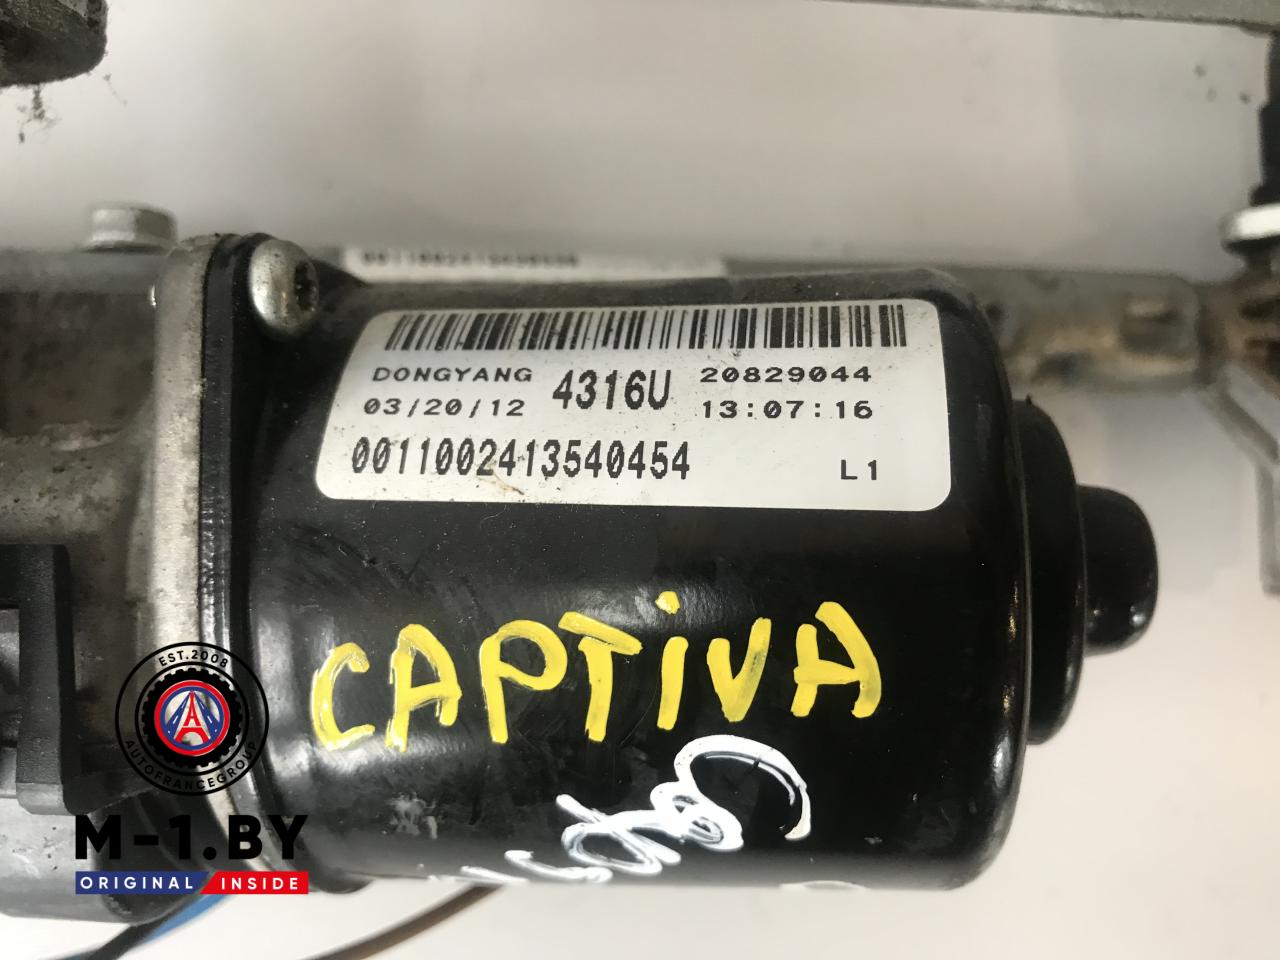 DONGYANG 4316U 20829044
03/20/12 13:07:16
0011002413540454 L1
CAPTiVA
EST.2008
AUTOFRANCEGROUP
M-1.BY
ORIGINAL INSIDE